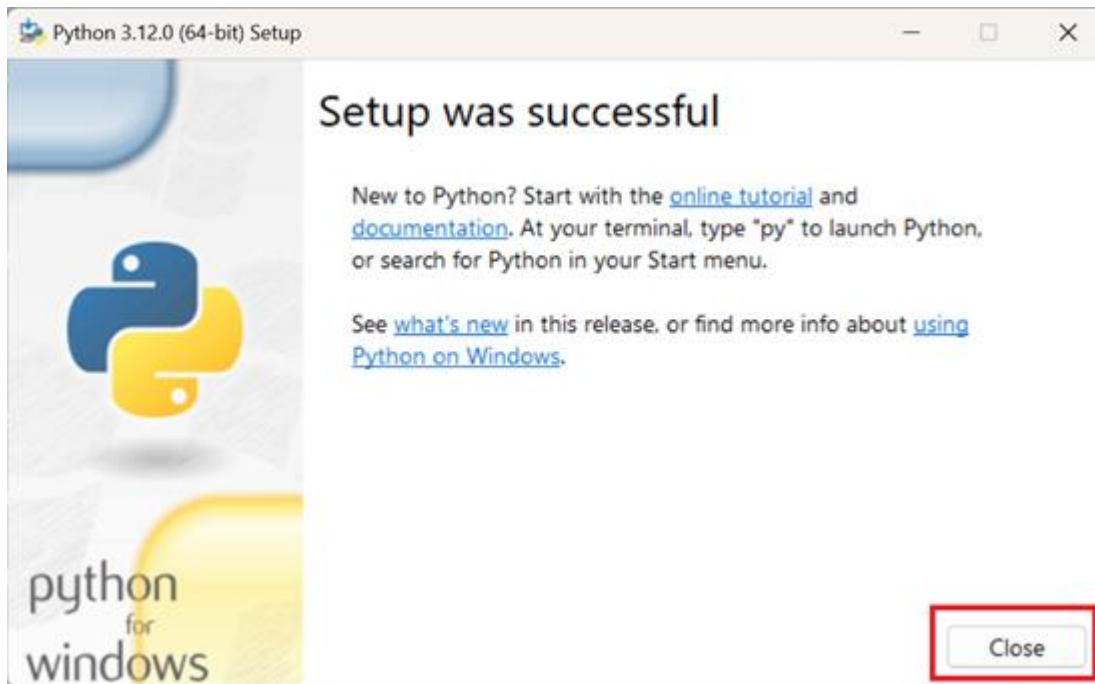 Python 3.12.0 (64-bit) Setup
Setup was successful
New to Python? Start with the online tutorial and
documentation. At your terminal, type "py" to launch Python,
or search for Python in your Start menu.
See what's new in this release, or find more info about using
Python on Windows.
python
for
windows
Close